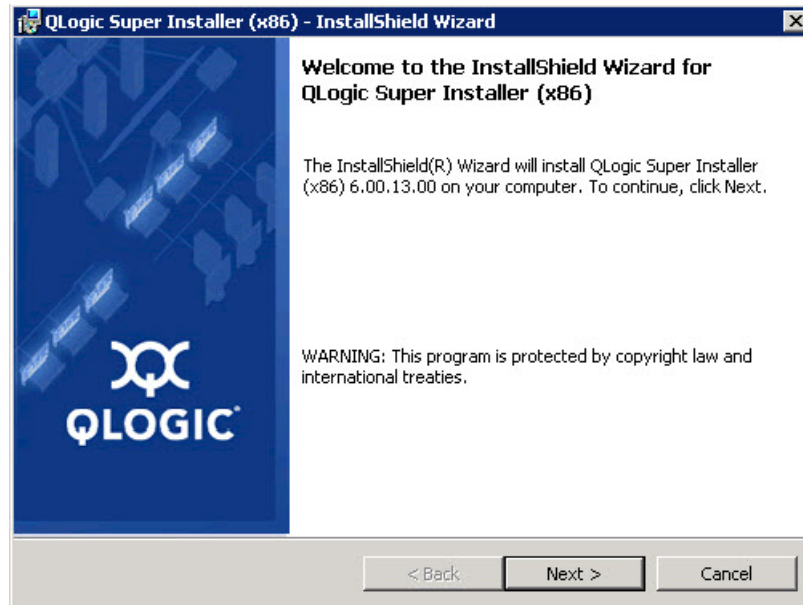 QLogic Super Installer (x86) - InstallShield Wizard
Welcome to the InstallShield Wizard for
QLogic Super Installer (x86)
The InstallShield(R) Wizard will install QLogic Super Installer
(x86) 6.00.13.00 on your computer. To continue, click Next.
WARNING: This program is protected by copyright law and
international treaties.
QLOGIC
< Back
Next >
Cancel